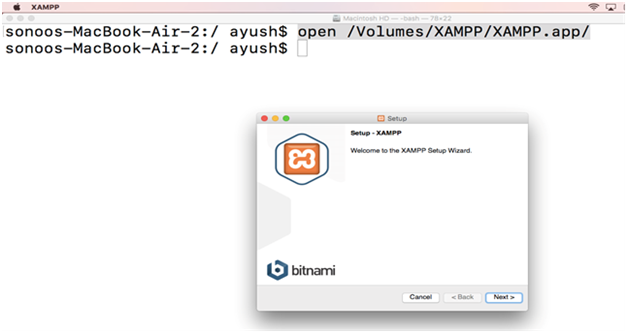 XAMPP
Macintosh HD — -bash — 78×22
sonoos-MacBook-Air-2:/ ayush$ open /Volumes/XAMPP/XAMPP.app/
sonoos-MacBook-Air-2:/ ayush$
Setup
Setup - XAMPP
Welcome to the XAMPP Setup Wizard.
bitnami
Cancel < Back Next >